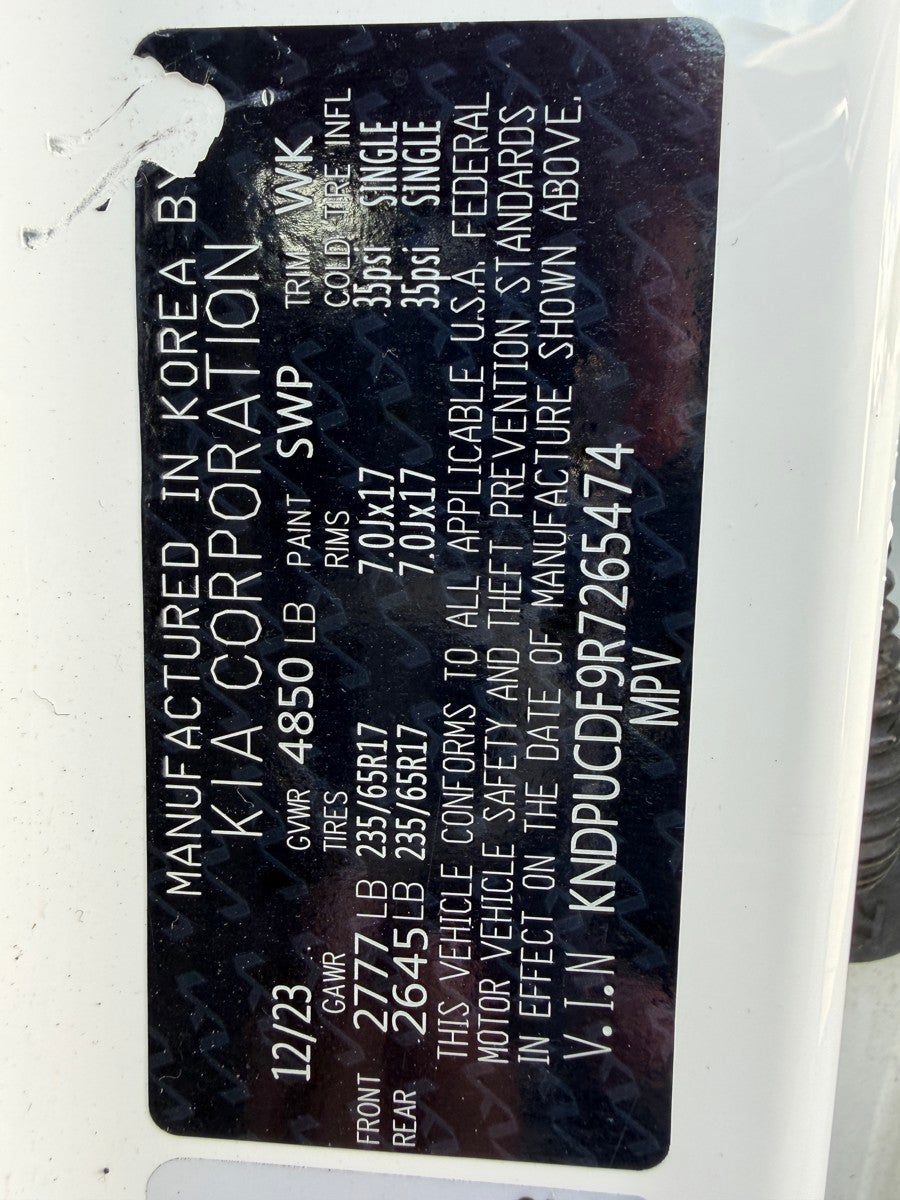 MANUFACTURED IN KOREA BY
KIA CORPORATION
12/23 GVWR 4850 LB PAINT SWP TRIM WK
GAWR TIRES RIMS COLD TIRE INFL
FRONT 2777 LB 235/65R17 7.0Jx17 35psi SINGLE
REAR 2645 LB 235/65R17 7.0Jx17 35psi SINGLE
THIS VEHICLE CONFORMS TO ALL APPLICABLE U.S.A. FEDERAL
MOTOR VEHICLE SAFETY AND THEFT PREVENTION STANDARDS
IN EFFECT ON THE DATE OF MANUFACTURE SHOWN ABOVE.
V.I.N KNDPUCDF9R7265474
MPV